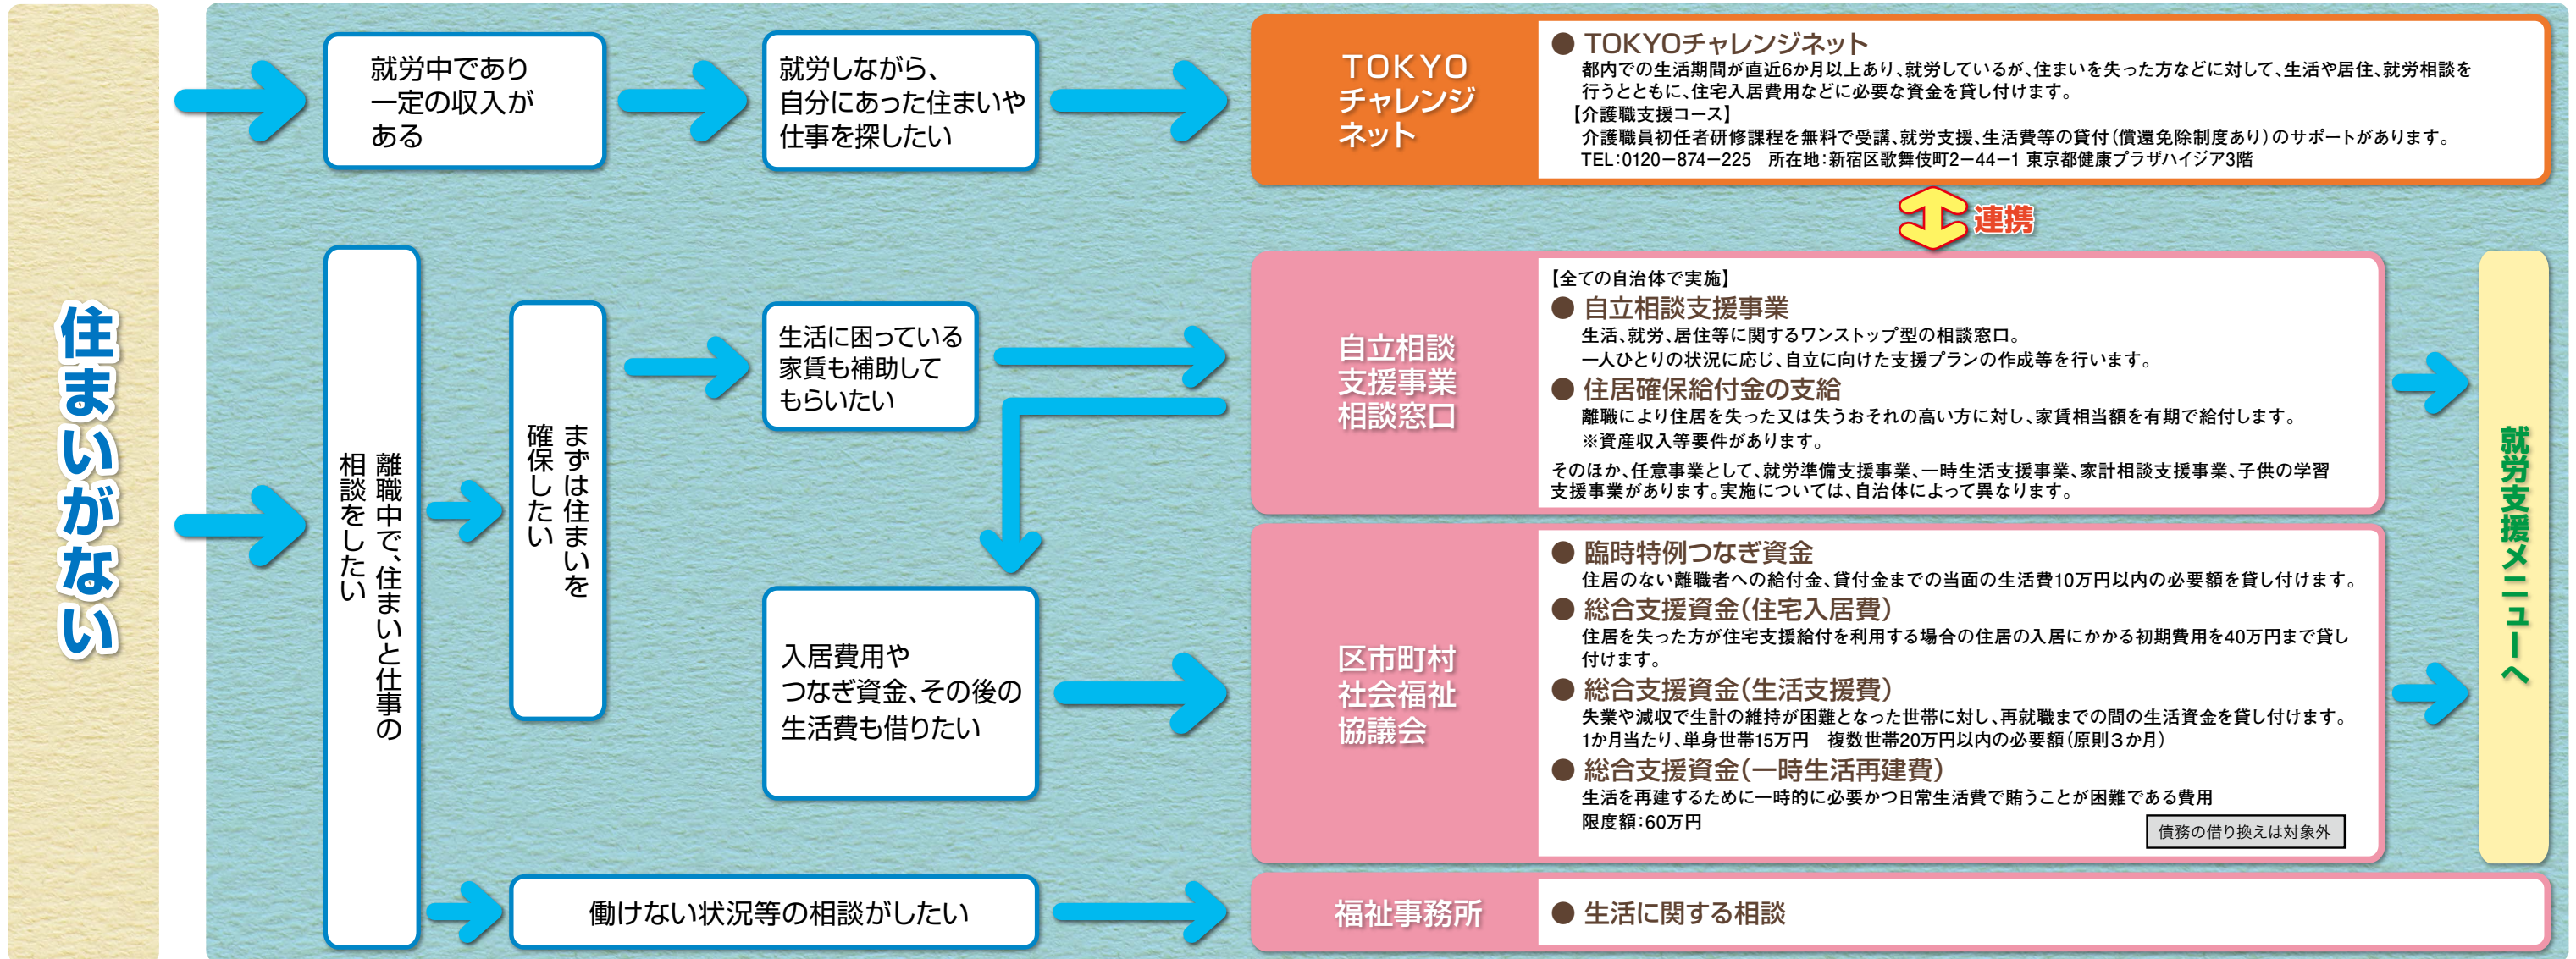 住まいがない
就労中であり
一定の収入が
ある
就労しながら、
自分にあった住まいや
仕事を探したい
TOKYO
チャレンジ
ネット
● TOKYOチャレンジネット
都内での生活期間が直近6か月以上あり、就労しているが、住まいを失った方などに対して、生活や居住、就労相談を
行うとともに、住宅入居費用などに必要な資金を貸し付けます。
【介護職支援コース】
介護職員初任者研修課程を無料で受講、就労支援、生活費等の貸付(償還免除制度あり)のサポートがあります。
TEL:0120-874-225 所在地:新宿区歌舞伎町2-44-1 東京都健康プラザハイジア3階
連携
離職中で、住まいと仕事の
相談をしたい
まずは住まいを
確保したい
生活に困っている
家賃も補助して
もらいたい
自立相談
支援事業
相談窓口
【全ての自治体で実施】
● 自立相談支援事業
生活、就労、居住等に関するワンストップ型の相談窓口。
一人ひとりの状況に応じ、自立に向けた支援プランの作成等を行います。
● 住居確保給付金の支給
離職により住居を失った又は失うおそれの高い方に対し、家賃相当額を有期で給付します。
※資産収入等要件があります。
そのほか、任意事業として、就労準備支援事業、一時生活支援事業、家計相談支援事業、子供の学習
支援事業があります。実施については、自治体によって異なります。
入居費用や
つなぎ資金、その後の
生活費も借りたい
区市町村
社会福祉
協議会
● 臨時特例つなぎ資金
住居のない離職者への給付金、貸付金までの当面の生活費10万円以内の必要額を貸し付けます。
● 総合支援資金(住宅入居費)
住居を失った方が住宅支援給付を利用する場合の住居の入居にかかる初期費用を40万円まで貸し
付けます。
● 総合支援資金(生活支援費)
失業や減収で生計の維持が困難となった世帯に対し、再就職までの間の生活資金を貸し付けます。
1か月当たり、単身世帯15万円 複数世帯20万円以内の必要額(原則3か月)
● 総合支援資金(一時生活再建費)
生活を再建するために一時的に必要かつ日常生活費で賄うことが困難である費用
限度額:60万円
債務の借り換えは対象外
就労支援メニューへ
働けない状況等の相談がしたい
福祉事務所
● 生活に関する相談